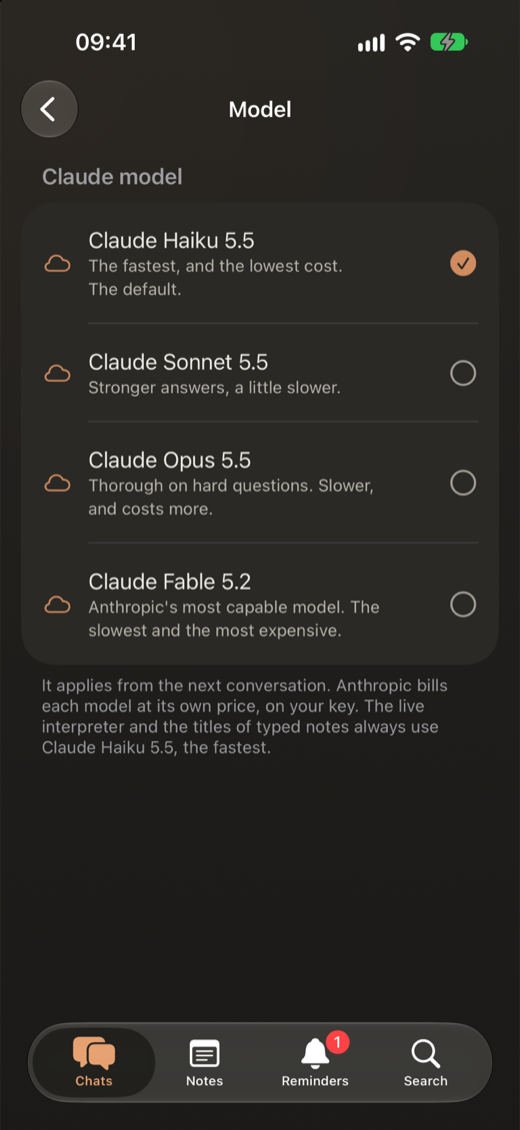 09:41
Model
Claude model
Claude Haiku 5.5
The fastest, and the lowest cost.
The default.
Claude Sonnet 5.5
Stronger answers, a little slower.
Claude Opus 5.5
Thorough on hard questions. Slower,
and costs more.
Claude Fable 5.2
Anthropic's most capable model. The
slowest and the most expensive.
It applies from the next conversation. Anthropic bills
each model at its own price, on your key. The live
interpreter and the titles of typed notes always use
Claude Haiku 5.5, the fastest.
1
Chats
Notes
Reminders
Search